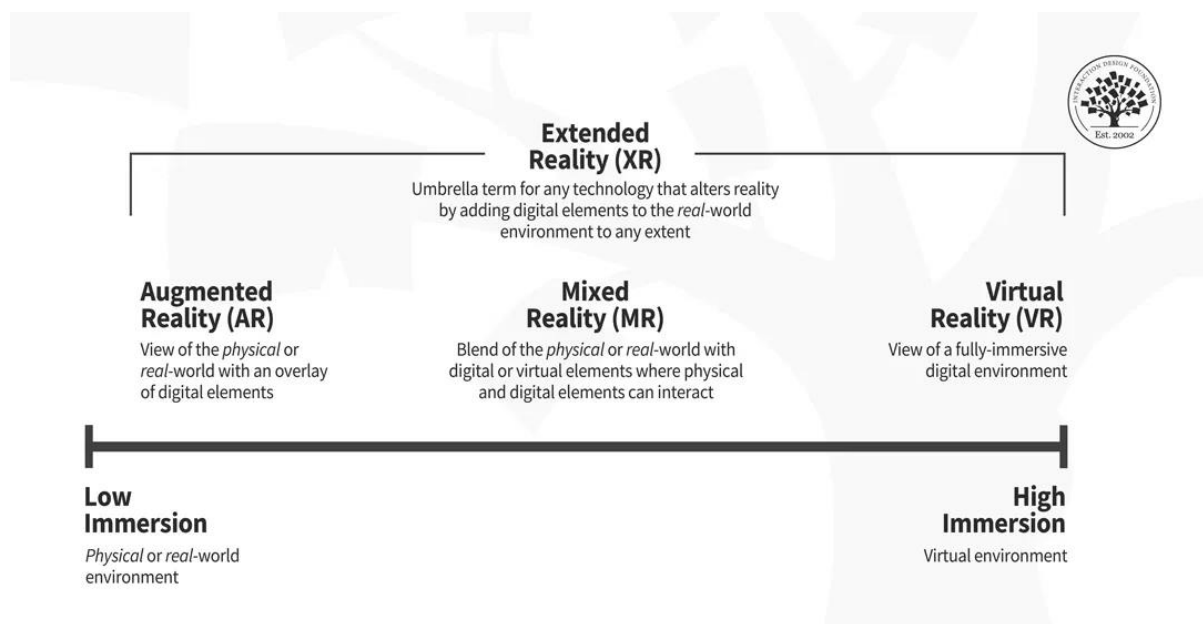 INTERACTION DESIGN FOUNDATION
Est. 2002
Extended
Reality (XR)
Umbrella term for any technology that alters reality
by adding digital elements to the real-world
environment to any extent
Augmented
Reality (AR)
View of the physical or
real-world with an overlay
of digital elements
Mixed
Reality (MR)
Blend of the physical or real-world with
digital or virtual elements where physical
and digital elements can interact
Virtual
Reality (VR)
View of a fully-immersive
digital environment
Low
Immersion
Physical or real-world
environment
High
Immersion
Virtual environment